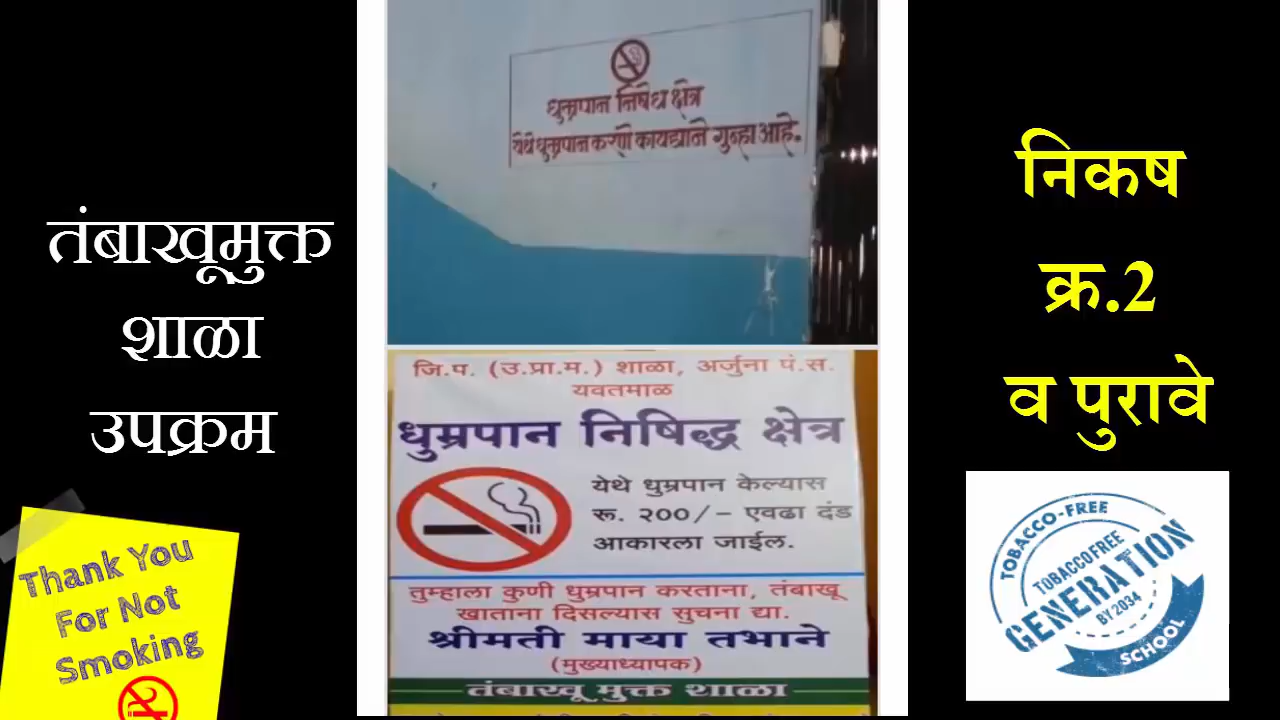 तंबाखूमुक्त
शाळा
उपक्रम
Thank You
For Not
Smoking
धुम्रपान निषेध क्षेत्र
येथे धुम्रपान करणे कायद्याने गुन्हा आहे.
जि.प. (उ.प्रा.म.) शाळा, अर्जुना पं.स.
यवतमाळ
धुम्रपान निषिद्ध क्षेत्र
येथे धुम्रपान केल्यास
रू. २००/- एवढा दंड
आकारला जाईल.
तुम्हाला कुणी धुम्रपान करताना, तंबाखू
खाताना दिसल्यास सुचना द्या.
श्रीमती माया तभाने
(मुख्याध्यापक)
तंबाखू मुक्त शाळा
निकष
क्र.2
व पुरावे
TOBACCO-FREE
TOBACCOFREE
GENERATION
BY 2034
SCHOOL